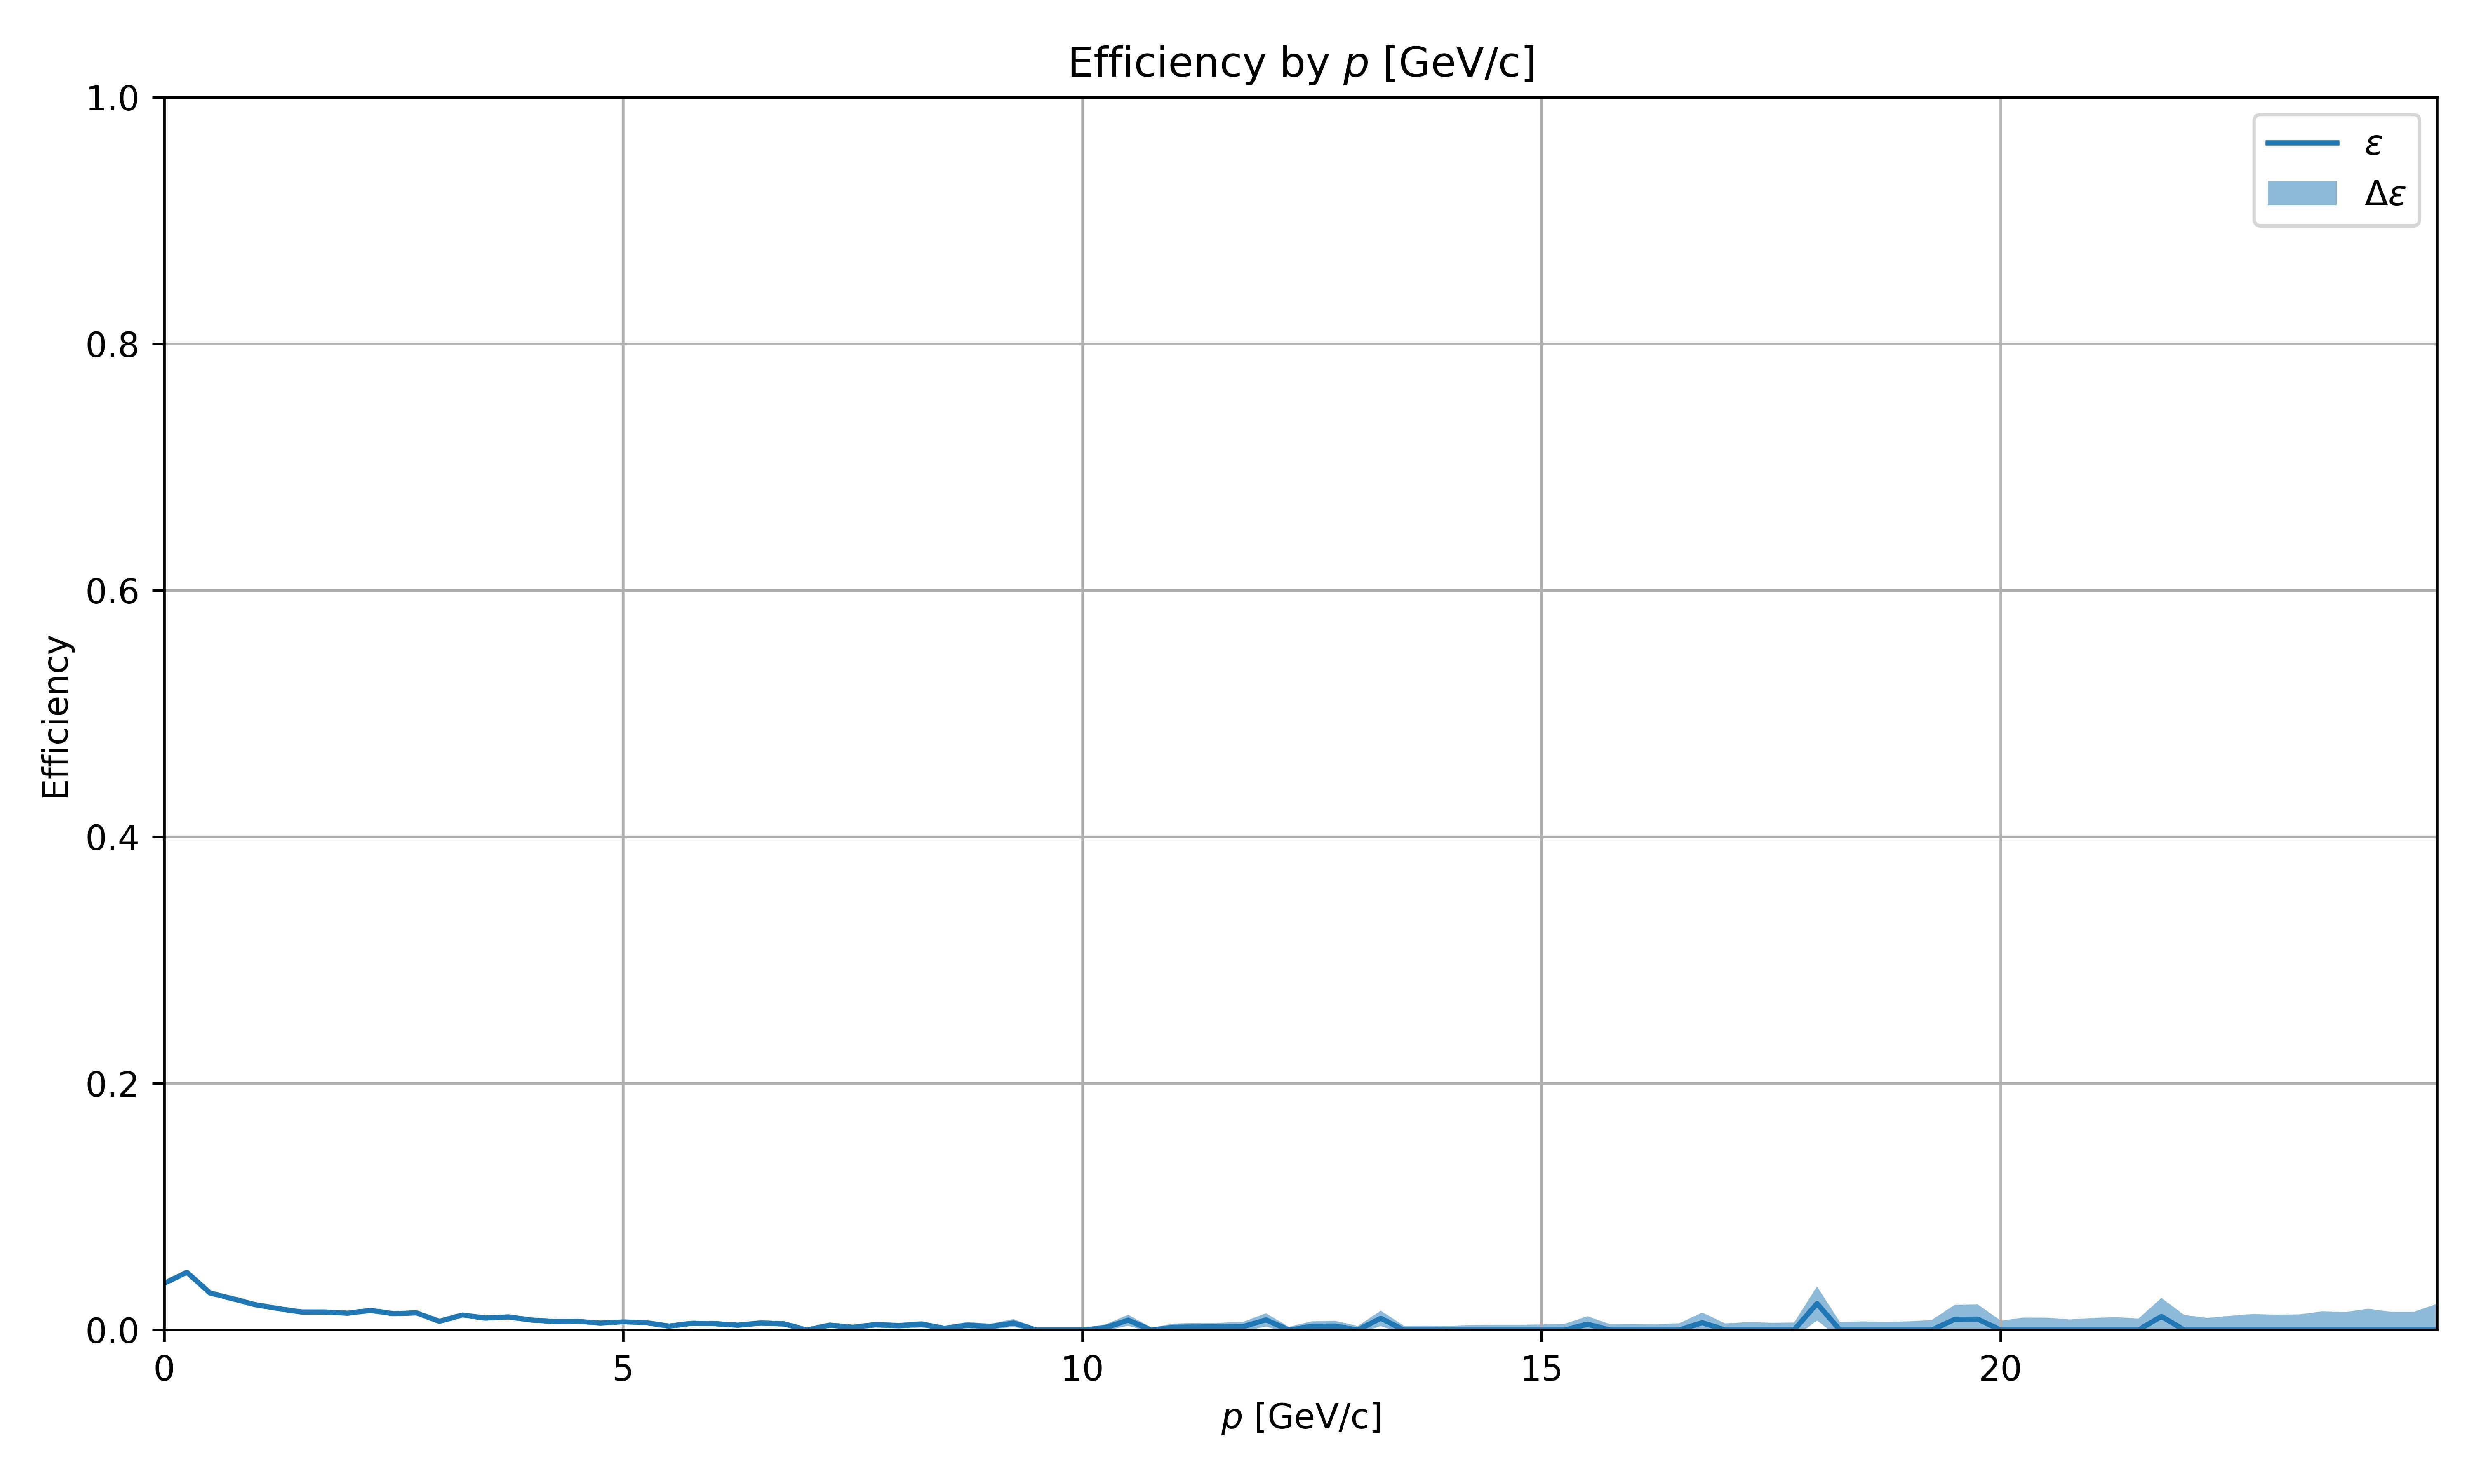 Efficiency by p [GeV/c]
1.0
0.8
0.6
0.4
0.2
0.0
Efficiency
ε
Δε
0 5 10 15 20
p [GeV/c]